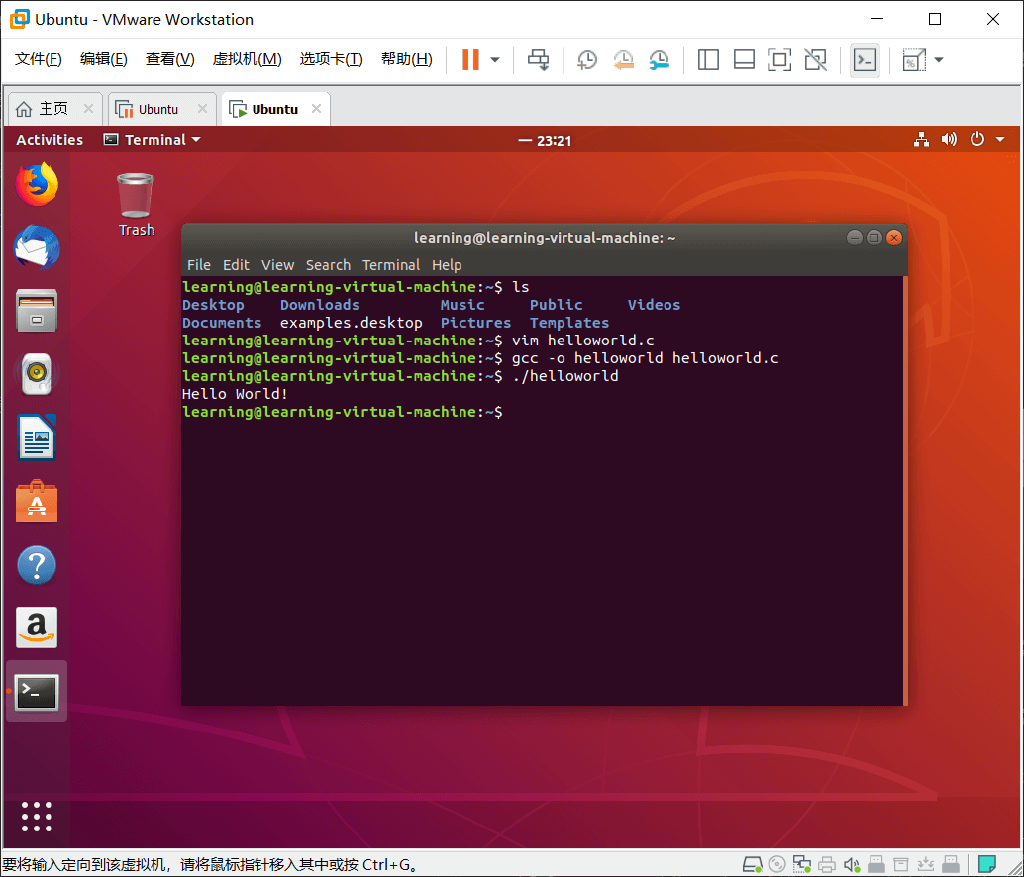 Ubuntu - VMware Workstation
文件(F) 编辑(E) 查看(V) 虚拟机(M) 选项卡(T) 帮助(H)
主页 Ubuntu Ubuntu
Activities Terminal — 23:21
Trash
learning@learning-virtual-machine: ~
File Edit View Search Terminal Help
learning@learning-virtual-machine:~$ ls
Desktop Downloads Music Public Videos
Documents examples.desktop Pictures Templates
learning@learning-virtual-machine:~$ vim helloworld.c
learning@learning-virtual-machine:~$ gcc -o helloworld helloworld.c
learning@learning-virtual-machine:~$ ./helloworld
Hello World!
learning@learning-virtual-machine:~$
要将输入定向到该虚拟机，请将鼠标指针移入其中或按 Ctrl+G。